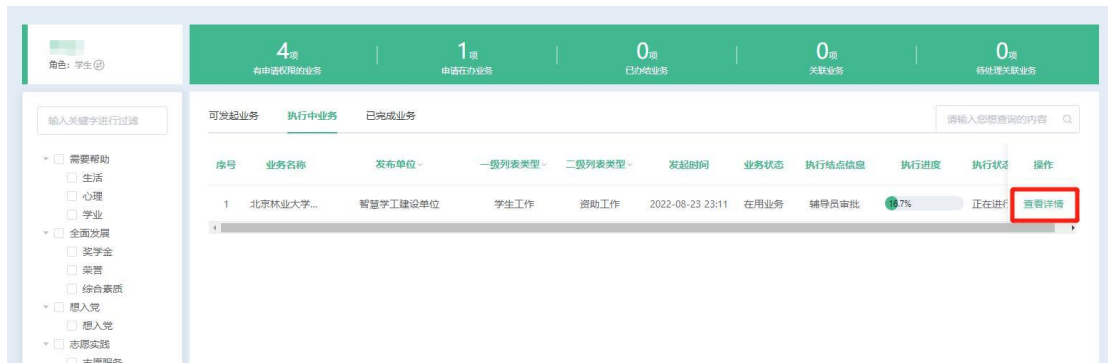 角色：学生
4项
有申请权限的业务
1项
申请在办业务
0项
已办结业务
0项
关联业务
0项
待处理关联业务
输入关键字进行过滤
需要帮助
生活
心理
学业
全面发展
奖学金
荣誉
综合素质
想入党
想入党
志愿实践
志愿服务
可发起业务 执行中业务 已完成业务
请输入您想查询的内容
序号 业务名称 发布单位 一级列表类型 二级列表类型 发起时间 业务状态 执行结点信息 执行进度 执行状态 操作
1 北京林业大学... 智慧学工建设单位 学生工作 资助工作 2022-08-23 23:11 在用业务 辅导员审批 16.7% 正在进行 查看详情